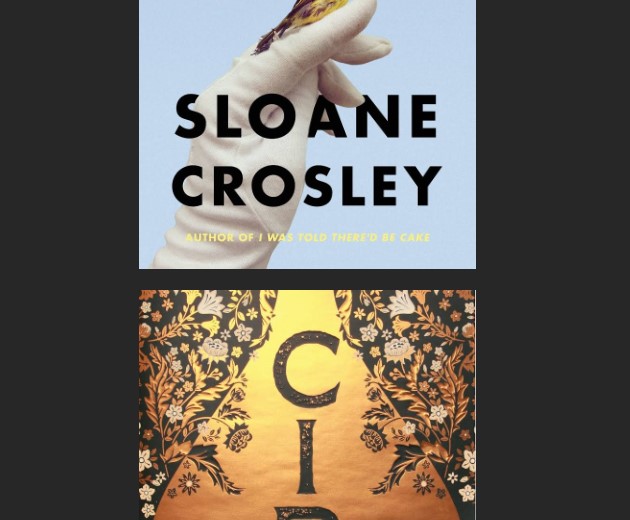 SLOANE
CROSLEY
AUTHOR OF I WAS TOLD THERE'D BE CAKE
C
I